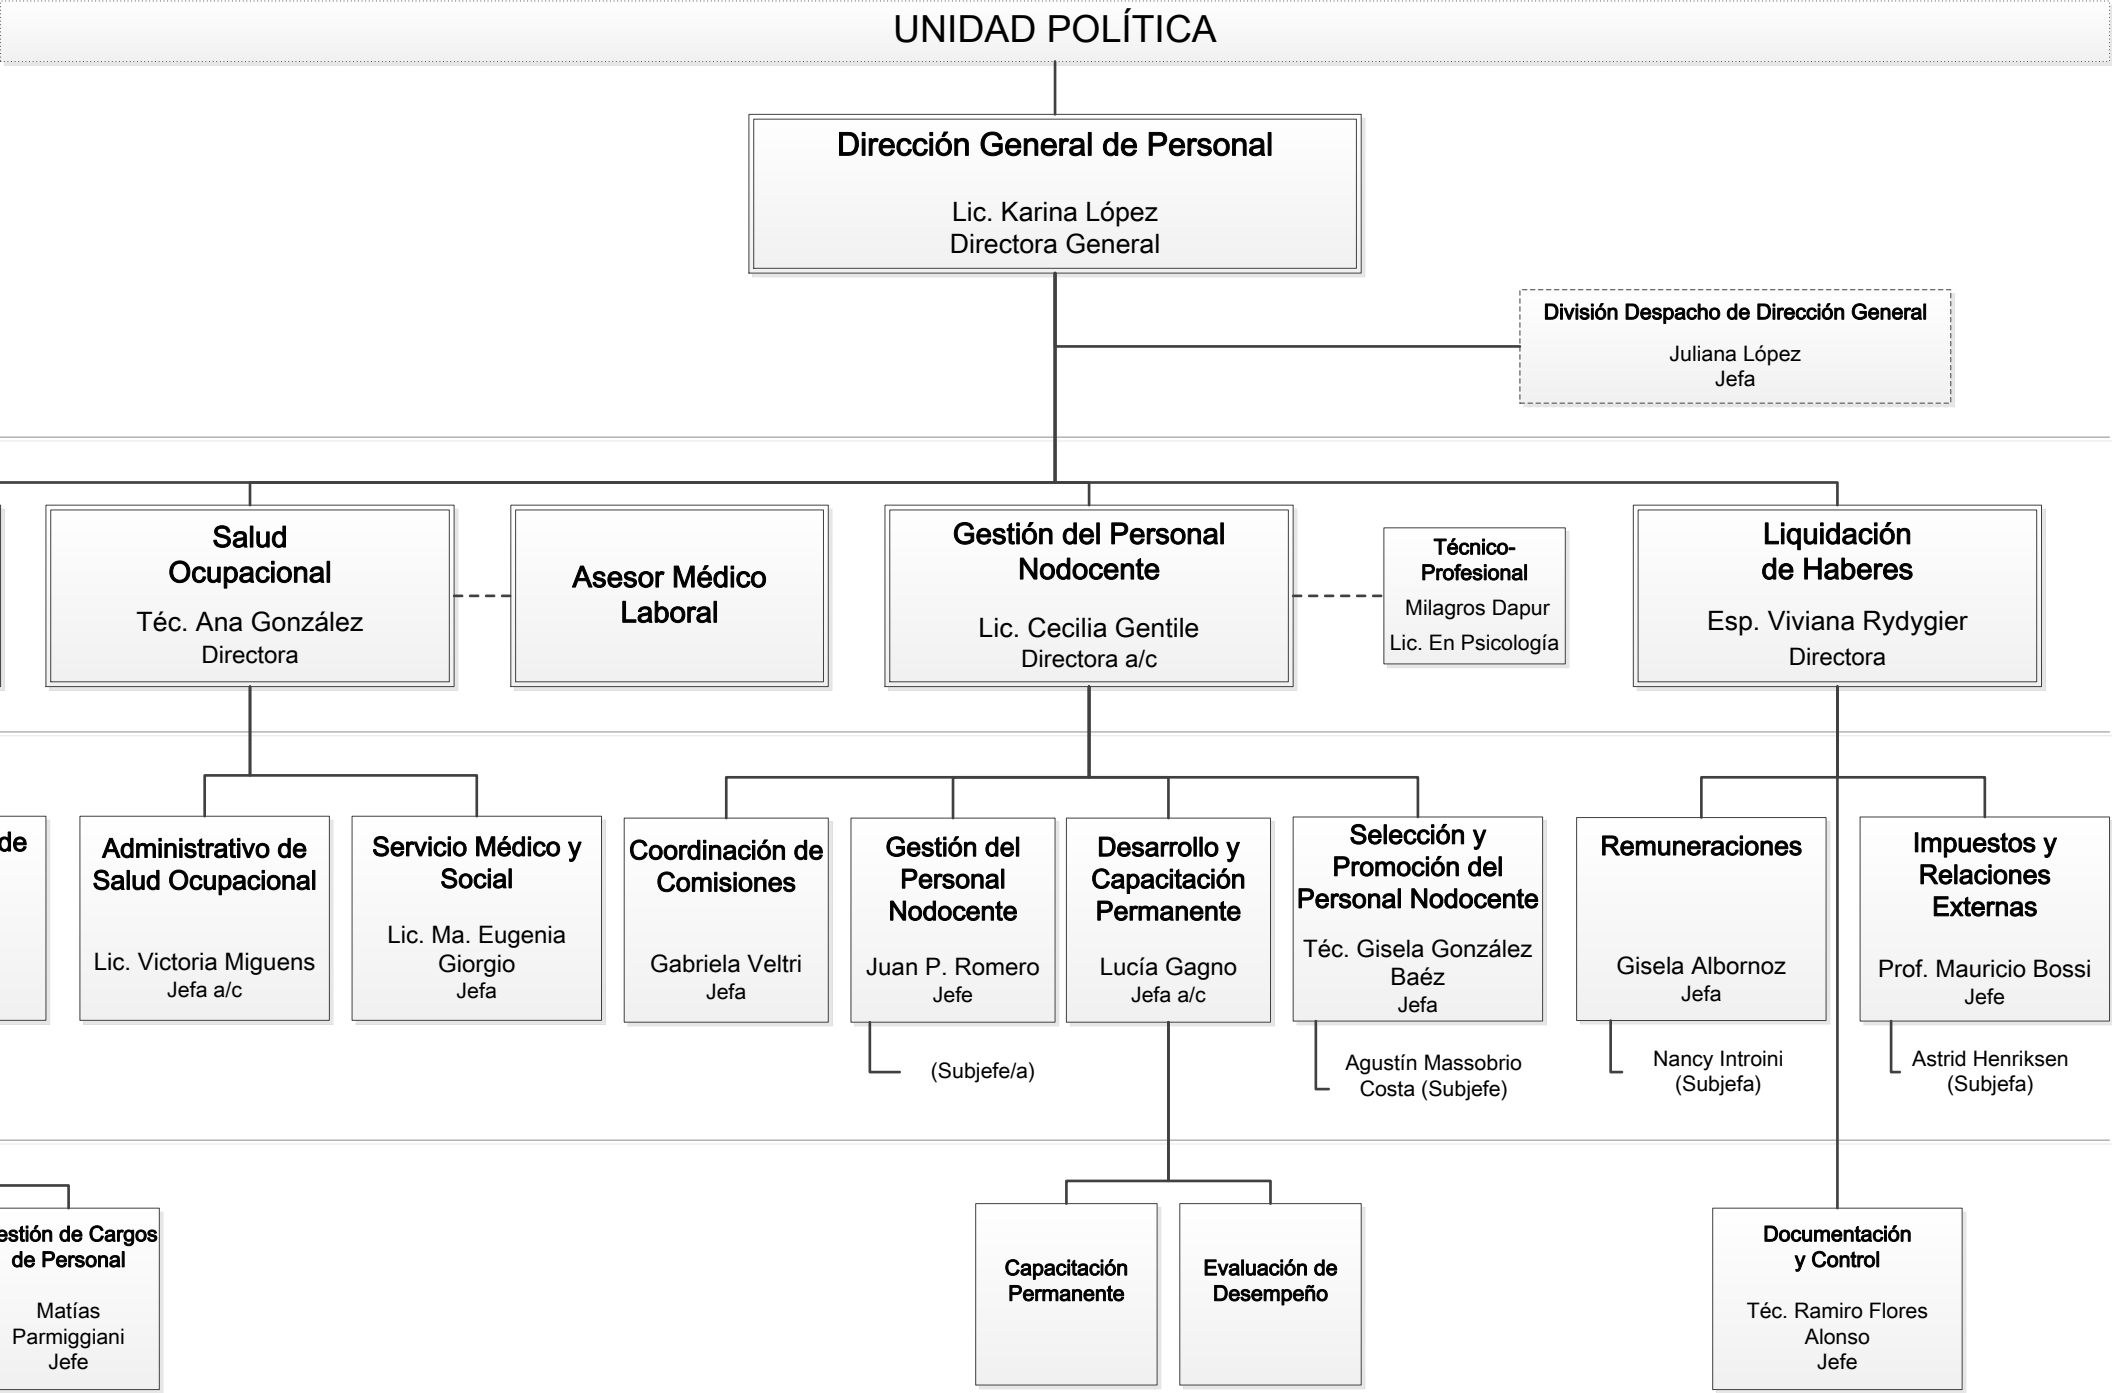 UNIDAD POLÍTICA
Dirección General de Personal
Lic. Karina López
Directora General
División Despacho de Dirección General
Juliana López
Jefa
Salud
Ocupacional
Téc. Ana González
Directora
Asesor Médico
Laboral
Gestión del Personal
Nodocente
Lic. Cecilia Gentile
Directora a/c
Técnico-
Profesional
Milagros Dapur
Lic. En Psicología
Liquidación
de Haberes
Esp. Viviana Rydygier
Directora
de
Administrativo de
Salud Ocupacional
Lic. Victoria Miguens
Jefa a/c
Servicio Médico y
Social
Lic. Ma. Eugenia
Giorgio
Jefa
Coordinación de
Comisiones
Gabriela Veltri
Jefa
Gestión del
Personal
Nodocente
Juan P. Romero
Jefe
(Subjefe/a)
Desarrollo y
Capacitación
Permanente
Lucía Gagno
Jefa a/c
Selección y
Promoción del
Personal Nodocente
Téc. Gisela González
Baéz
Jefa
Agustín Massobrio
Costa (Subjefe)
Remuneraciones
Gisela Albornoz
Jefa
Nancy Introini
(Subjefa)
Impuestos y
Relaciones
Externas
Prof. Mauricio Bossi
Jefe
Astrid Henriksen
(Subjefa)
estión de Cargos
de Personal
Matías
Parmiggiani
Jefe
Capacitación
Permanente
Evaluación de
Desempeño
Documentación
y Control
Téc. Ramiro Flores
Alonso
Jefe